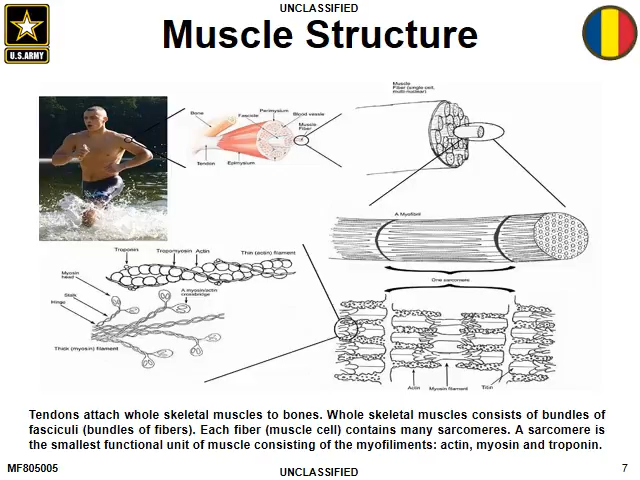 UNCLASSIFIED
Muscle Structure
U.S.ARMY
Bone
Perimysium
Fascicle
Blood vessle
Muscle
Fiber
Tendon
Epimysium
Muscle
Fiber (single cell,
multi-nuclear)
A Myofibril
One sarcomere
Troponin
Tropomyosin
Actin
Thin (actin) filament
Myosin
head
Stalk
Hinge
A myosin/actin
crossbridge
Thick (myosin) filament
Actin
Myosin filament
Titin
Tendons attach whole skeletal muscles to bones. Whole skeletal muscles consists of bundles of
fasciculi (bundles of fibers). Each fiber (muscle cell) contains many sarcomeres. A sarcomere is
the smallest functional unit of muscle consisting of the myofiliments: actin, myosin and troponin.
MF805005
UNCLASSIFIED
7